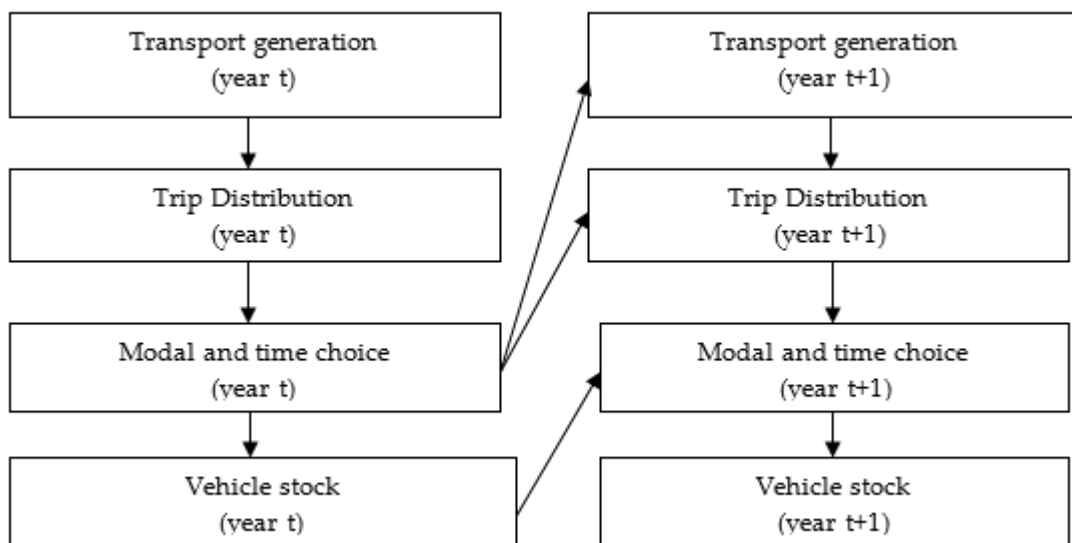 Transport generation
(year t)
Trip Distribution
(year t)
Modal and time choice
(year t)
Vehicle stock
(year t)
Transport generation
(year t+1)
Trip Distribution
(year t+1)
Modal and time choice
(year t+1)
Vehicle stock
(year t+1)